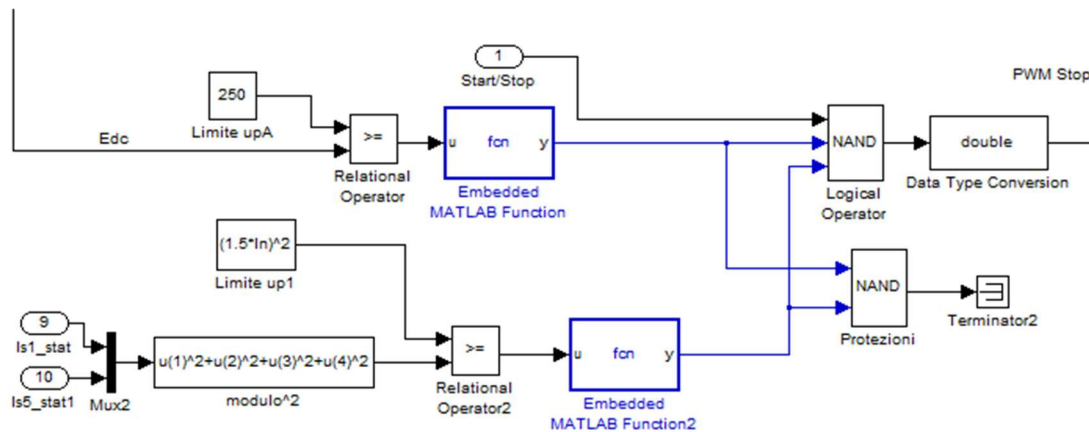 1
Start/Stop
PWM Stop
250
Limite upA
Edc
>=
Relational
Operator
u fcn y
Embedded
MATLAB Function
NAND
Logical
Operator
double
Data Type Conversion
(1.5*In)^2
Limite up1
NAND
Protezioni
Terminator2
9
Is1_stat
10
Is5_stat1
Mux2
u(1)^2+u(2)^2+u(3)^2+u(4)^2
modulo^2
>=
Relational
Operator2
u fcn y
Embedded
MATLAB Function2